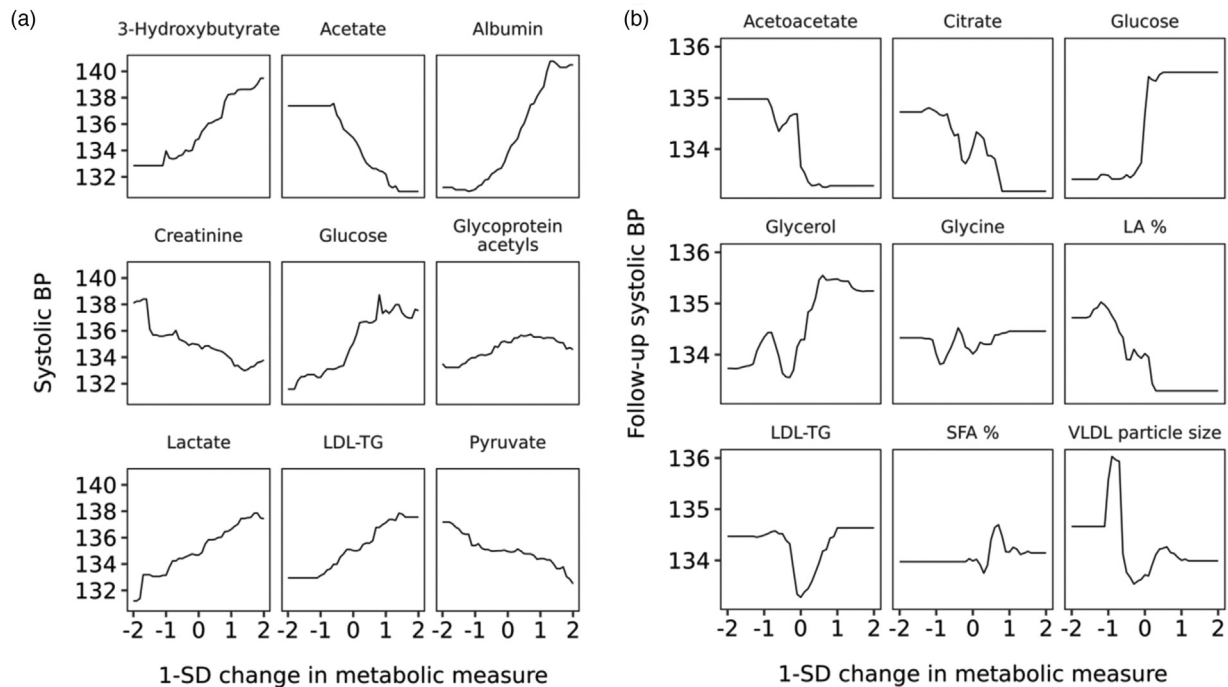 (a)
3-Hydroxybutyrate Acetate Albumin
140
138
136
134
132
Creatinine Glucose Glycoprotein
acetyls
140
138
136
134
132
Lactate LDL-TG Pyruvate
140
138
136
134
132
-2 -1 0 1 2 -2 -1 0 1 2 -2 -1 0 1 2
Systolic BP
1-SD change in metabolic measure
(b)
Acetoacetate Citrate Glucose
136
135
134
Glycerol Glycine LA %
136
135
134
LDL-TG SFA % VLDL particle size
136
135
134
-2 -1 0 1 2 -2 -1 0 1 2 -2 -1 0 1 2
Follow-up systolic BP
1-SD change in metabolic measure